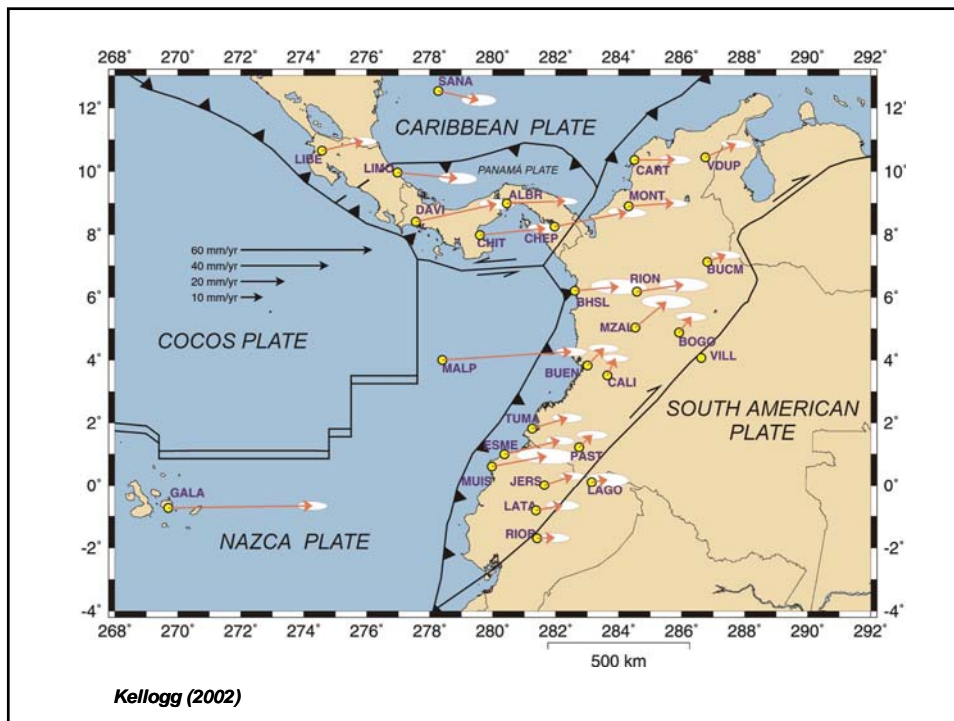 268° 270° 272° 274° 276° 278° 280° 282° 284° 286° 288° 290° 292°
SANA
12° 12°
CARIBBEAN PLATE
LIBE
VDUP
10° 10°
LIMO
PANAMÁ PLATE
CART
ALBR
MONT
DAVI
8° 8°
CHIT
CHEP
60 mm/yr
BUCM
40 mm/yr
RION
20 mm/yr
6° 6°
10 mm/yr
BHSL
MZAL
BOGO
COCOS PLATE
VILL
4° 4°
MALP
BUEN
CALI
SOUTH AMERICAN
PLATE
2° 2°
TUMA
ESME
PAST
MUIS
GALA
JERS
LAGO
0° 0°
LATA
NAZCA PLATE
RIOB
-2° -2°
-4° -4°
268° 270° 272° 274° 276° 278° 280° 282° 284° 286° 288° 290° 292°
500 km
Kellogg (2002)